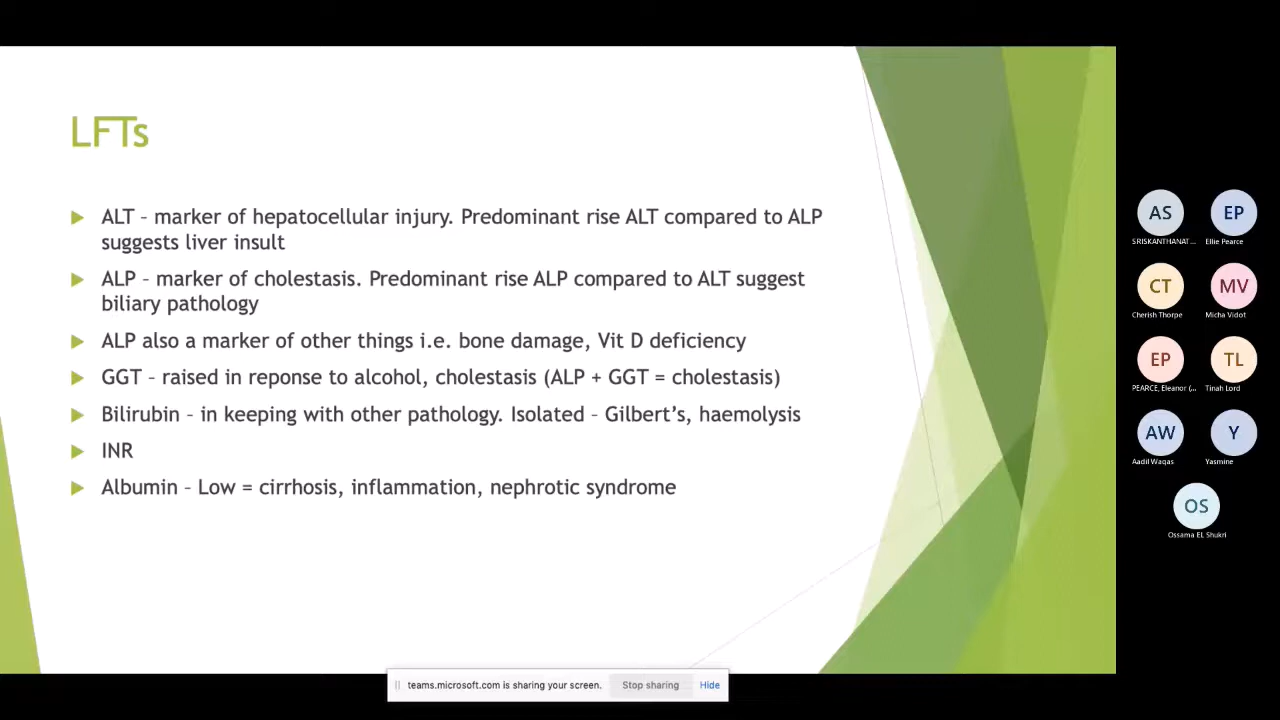 LFTs
ALT – marker of hepatocellular injury. Predominant rise ALT compared to ALP
suggests liver insult
ALP – marker of cholestasis. Predominant rise ALP compared to ALT suggest
biliary pathology
ALP also a marker of other things i.e. bone damage, Vit D deficiency
GGT – raised in reponse to alcohol, cholestasis (ALP + GGT = cholestasis)
Bilirubin – in keeping with other pathology. Isolated – Gilbert's, haemolysis
INR
Albumin – Low = cirrhosis, inflammation, nephrotic syndrome
AS
EP
SRISKANTHANAT...
Ellie Pearce
CT
MV
Cherish Thorpe
Micha Vidot
EP
TL
PEARCE, Eleanor (...
Tinah Lord
AW
Y
Aadil Waqas
Yasmine
OS
Ossama EL Shukri
teams.microsoft.com is sharing your screen.
Stop sharing
Hide